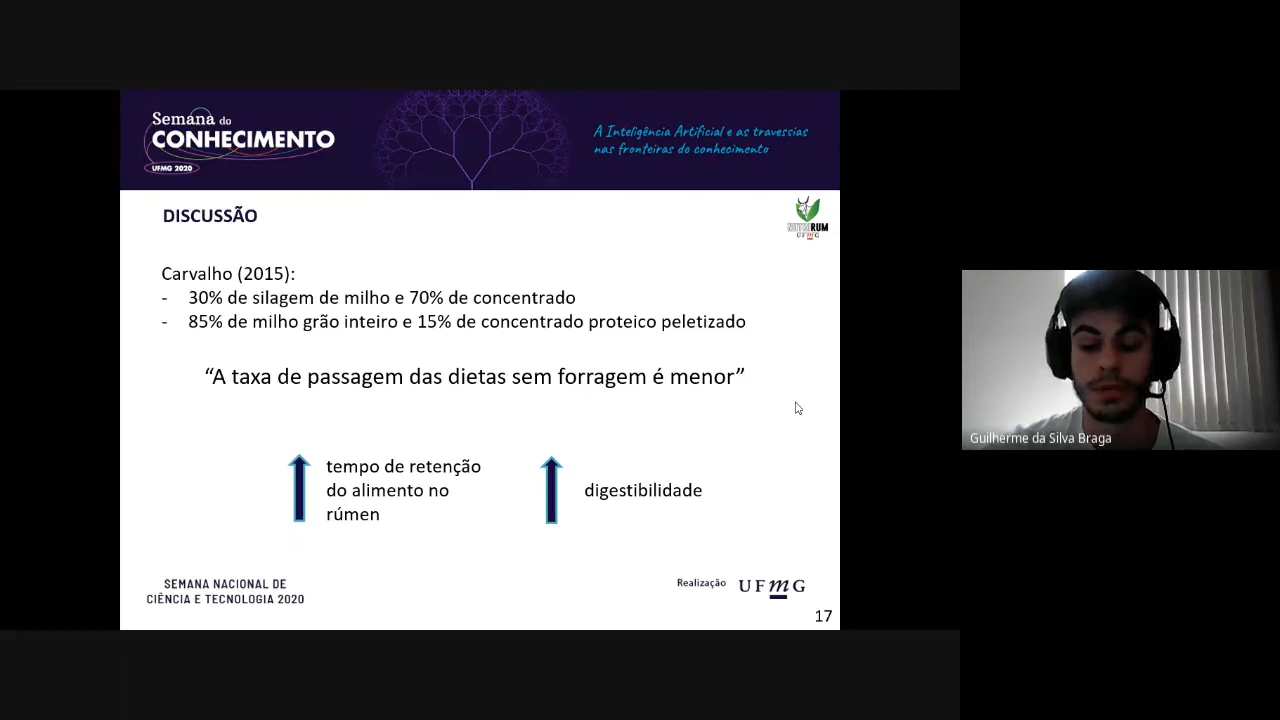 Semana do
CONHECIMENTO
UFMG 2020
A Inteligência Artificial e as travessias
nas fronteiras do conhecimento
DISCUSSÃO
NUTRIRUM
UFMG
Carvalho (2015):
- 30% de silagem de milho e 70% de concentrado
- 85% de milho grão inteiro e 15% de concentrado proteico peletizado
“A taxa de passagem das dietas sem forragem é menor”
tempo de retenção
do alimento no
rúmen
digestibilidade
Guilherme da Silva Braga
SEMANA NACIONAL DE
CIÊNCIA E TECNOLOGIA 2020
Realização UFMG
17